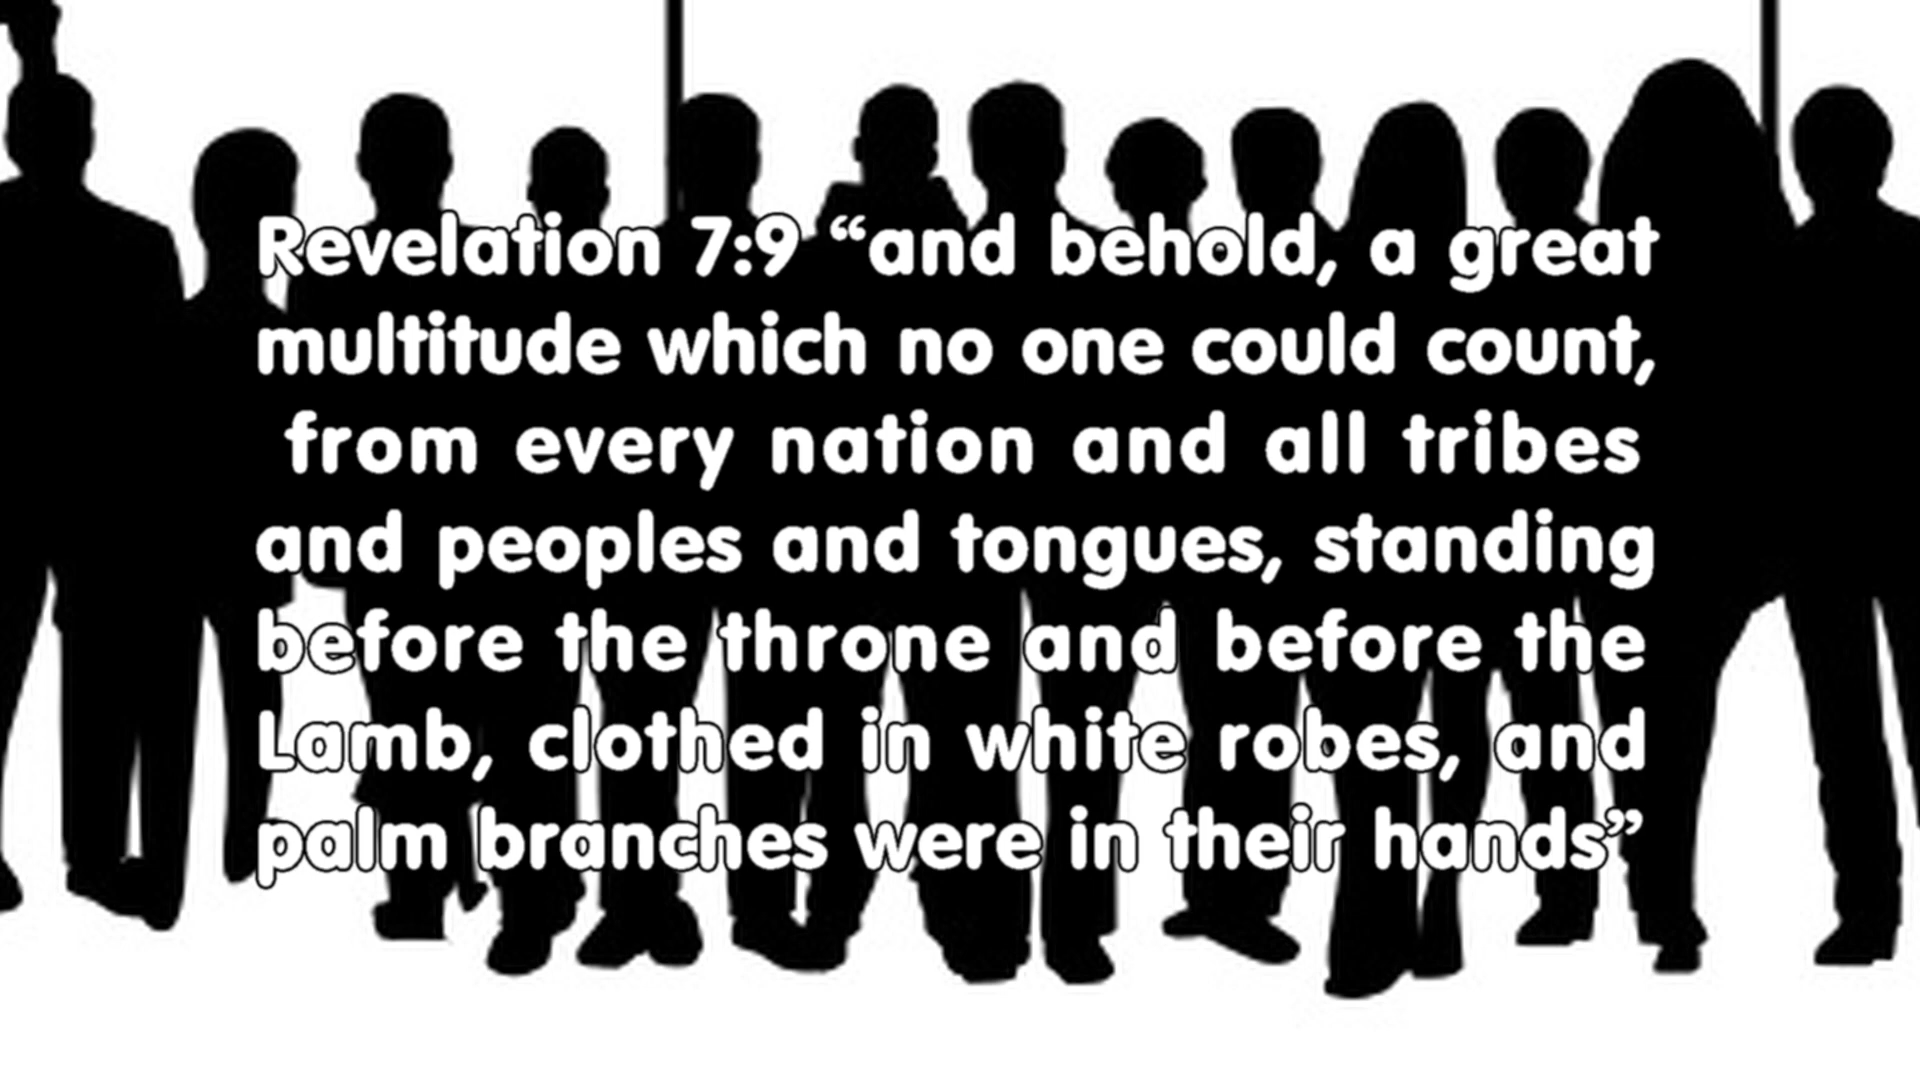 Revelation 7:9 “and behold, a great
multitude which no one could count,
from every nation and all tribes
and peoples and tongues, standing
before the throne and before the
Lamb, clothed in white robes, and
palm branches were in their hands”